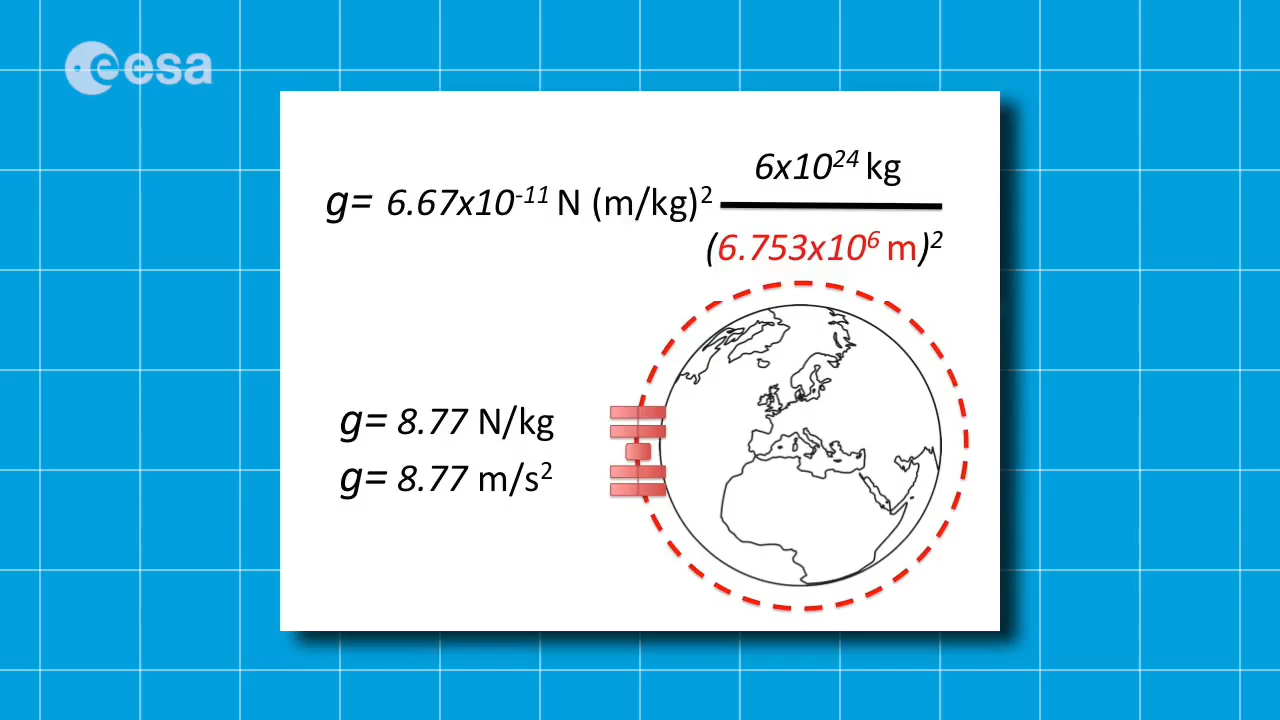 esa
6x10²⁴ kg
g= 6.67x10⁻¹¹ N (m/kg)²
(6.753x10⁶ m)²
g= 8.77 N/kg
g= 8.77 m/s²